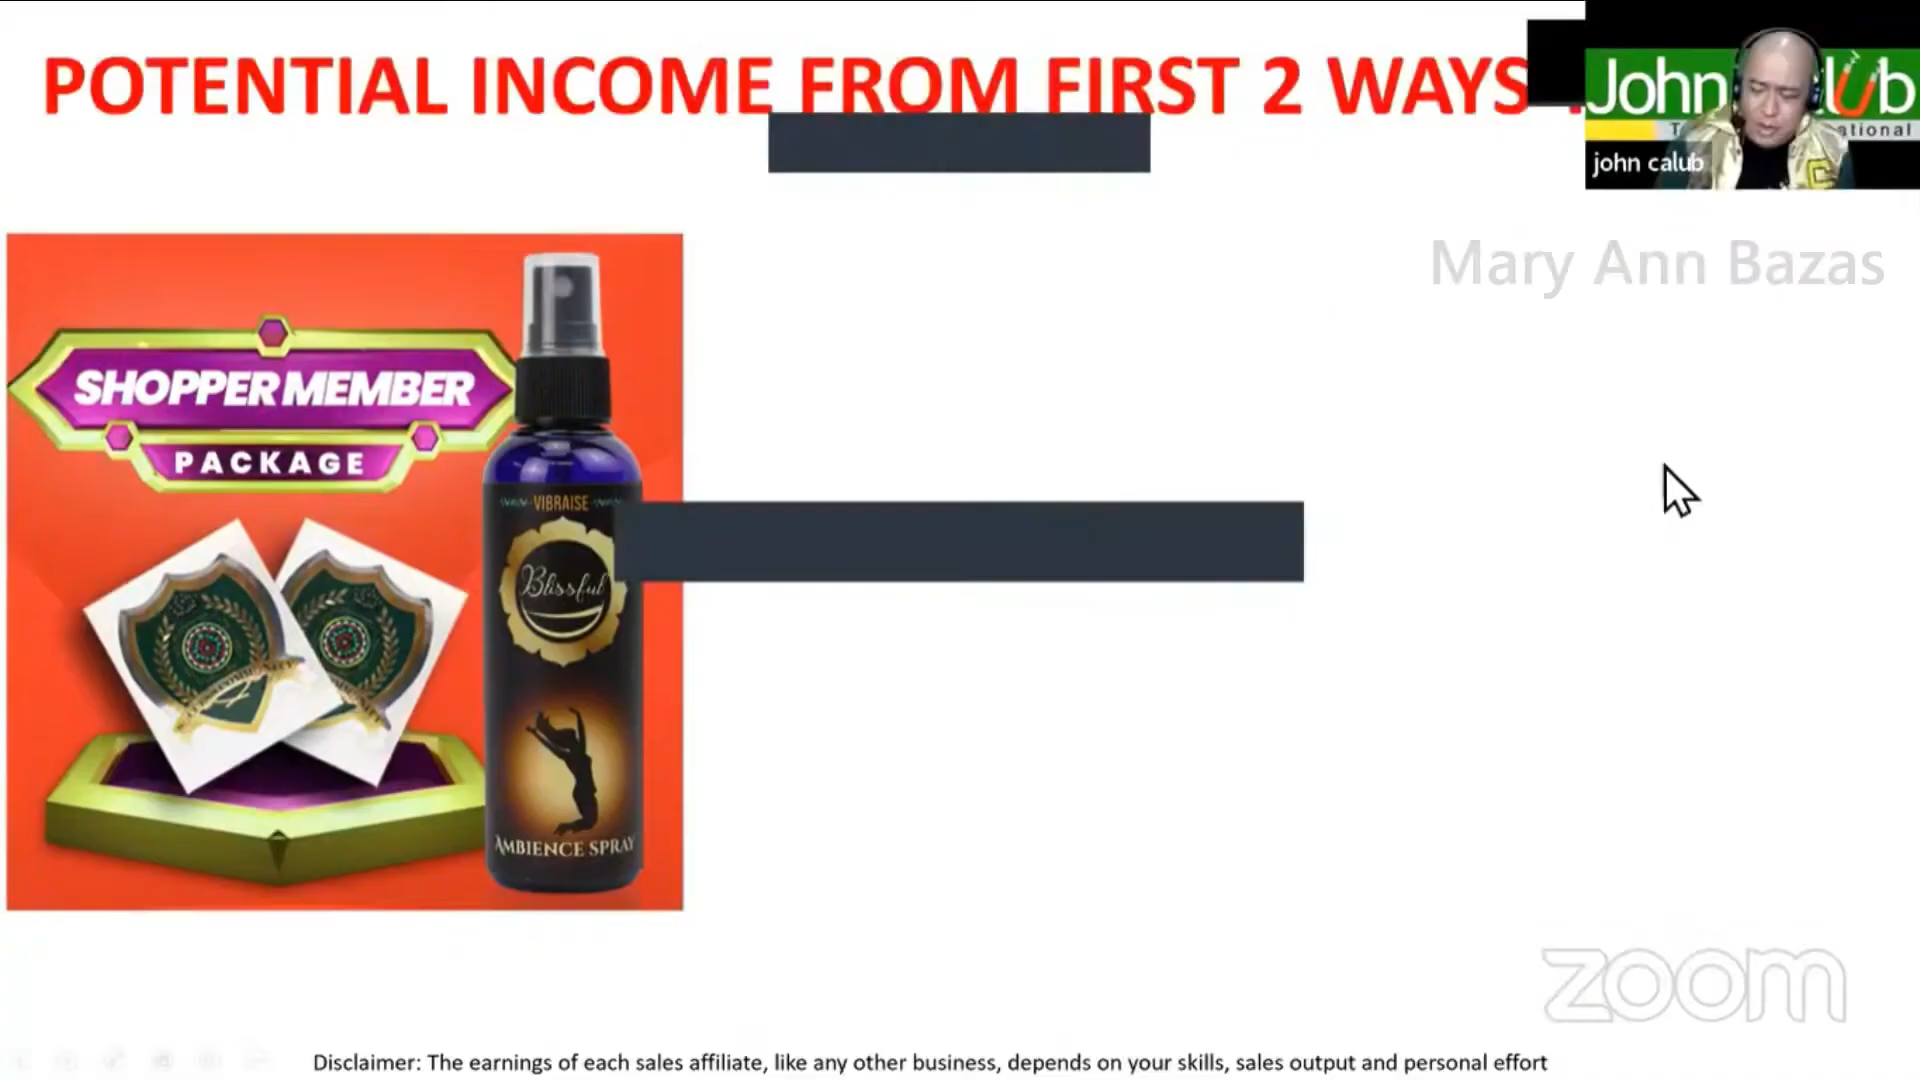 POTENTIAL INCOME FROM FIRST 2 WAYS
john calub
Mary Ann Bazas
SHOPPER MEMBER
PACKAGE
VIBRAISE
Blissful
AMBIENCE SPRAY
zoom
Disclaimer: The earnings of each sales affiliate, like any other business, depends on your skills, sales output and personal effort